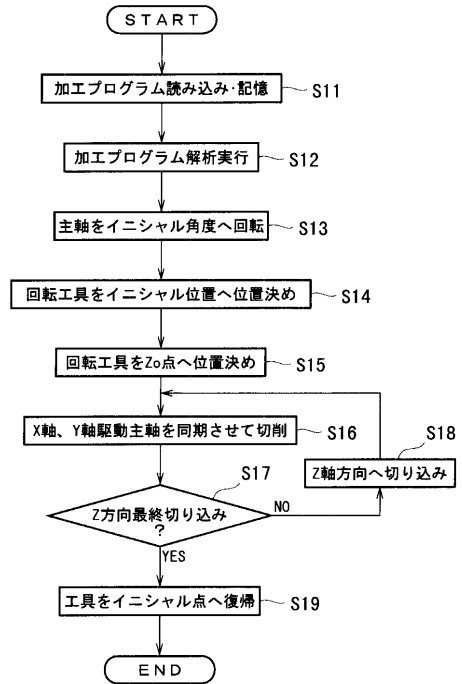 START
加工プログラム読み込み・記憶
S11
加工プログラム解析実行
S12
主軸をイニシャル角度へ回転
S13
回転工具をイニシャル位置へ位置決め
S14
回転工具をZo点へ位置決め
S15
X軸、Y軸駆動主軸を同期させて切削
S16
S18
Z軸方向へ切り込み
S17
Z方向最終切り込み
?
NO
YES
工具をイニシャル点へ復帰
S19
END